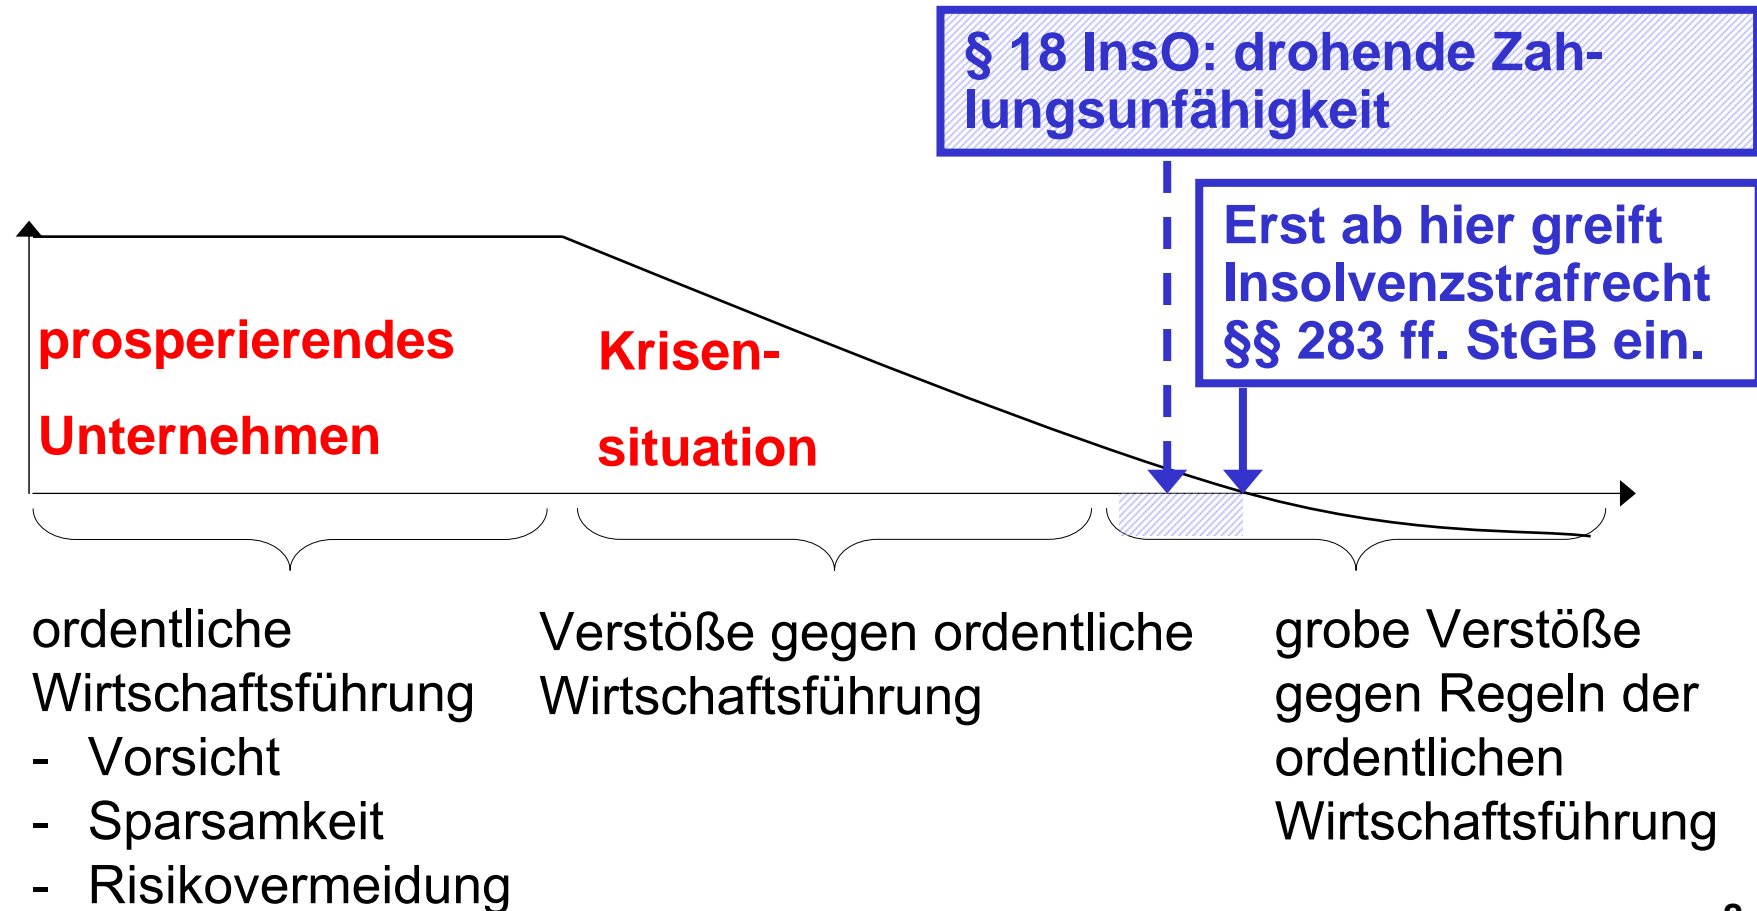 § 18 InsO: drohende Zah-
lungsunfähigkeit
Erst ab hier greift
Insolvenzstrafrecht
§§ 283 ff. StGB ein.
prosperierendes
Unternehmen
Krisen-
situation
ordentliche
Wirtschaftsführung
- Vorsicht
- Sparsamkeit
- Risikovermeidung
Verstöße gegen ordentliche
Wirtschaftsführung
grobe Verstöße
gegen Regeln der
ordentlichen
Wirtschaftsführung